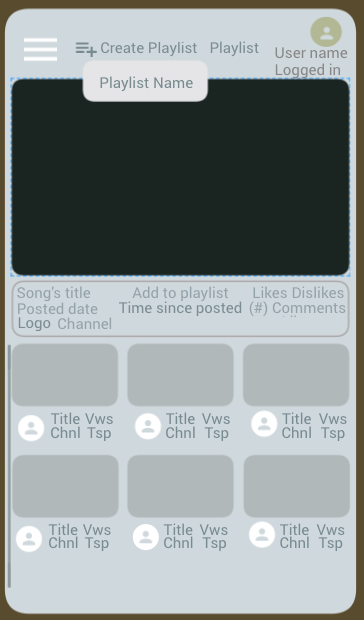 Create Playlist Playlist
User name
Logged in
Playlist Name
Song's title Add to playlist Likes Dislikes
Posted date Time since posted (#) Comments
Logo Channel
Title Vws Title Vws Title Vws
Chnl Tsp Chnl Tsp Chnl Tsp
Title Vws Title Vws Title Vws
Chnl Tsp Chnl Tsp Chnl Tsp